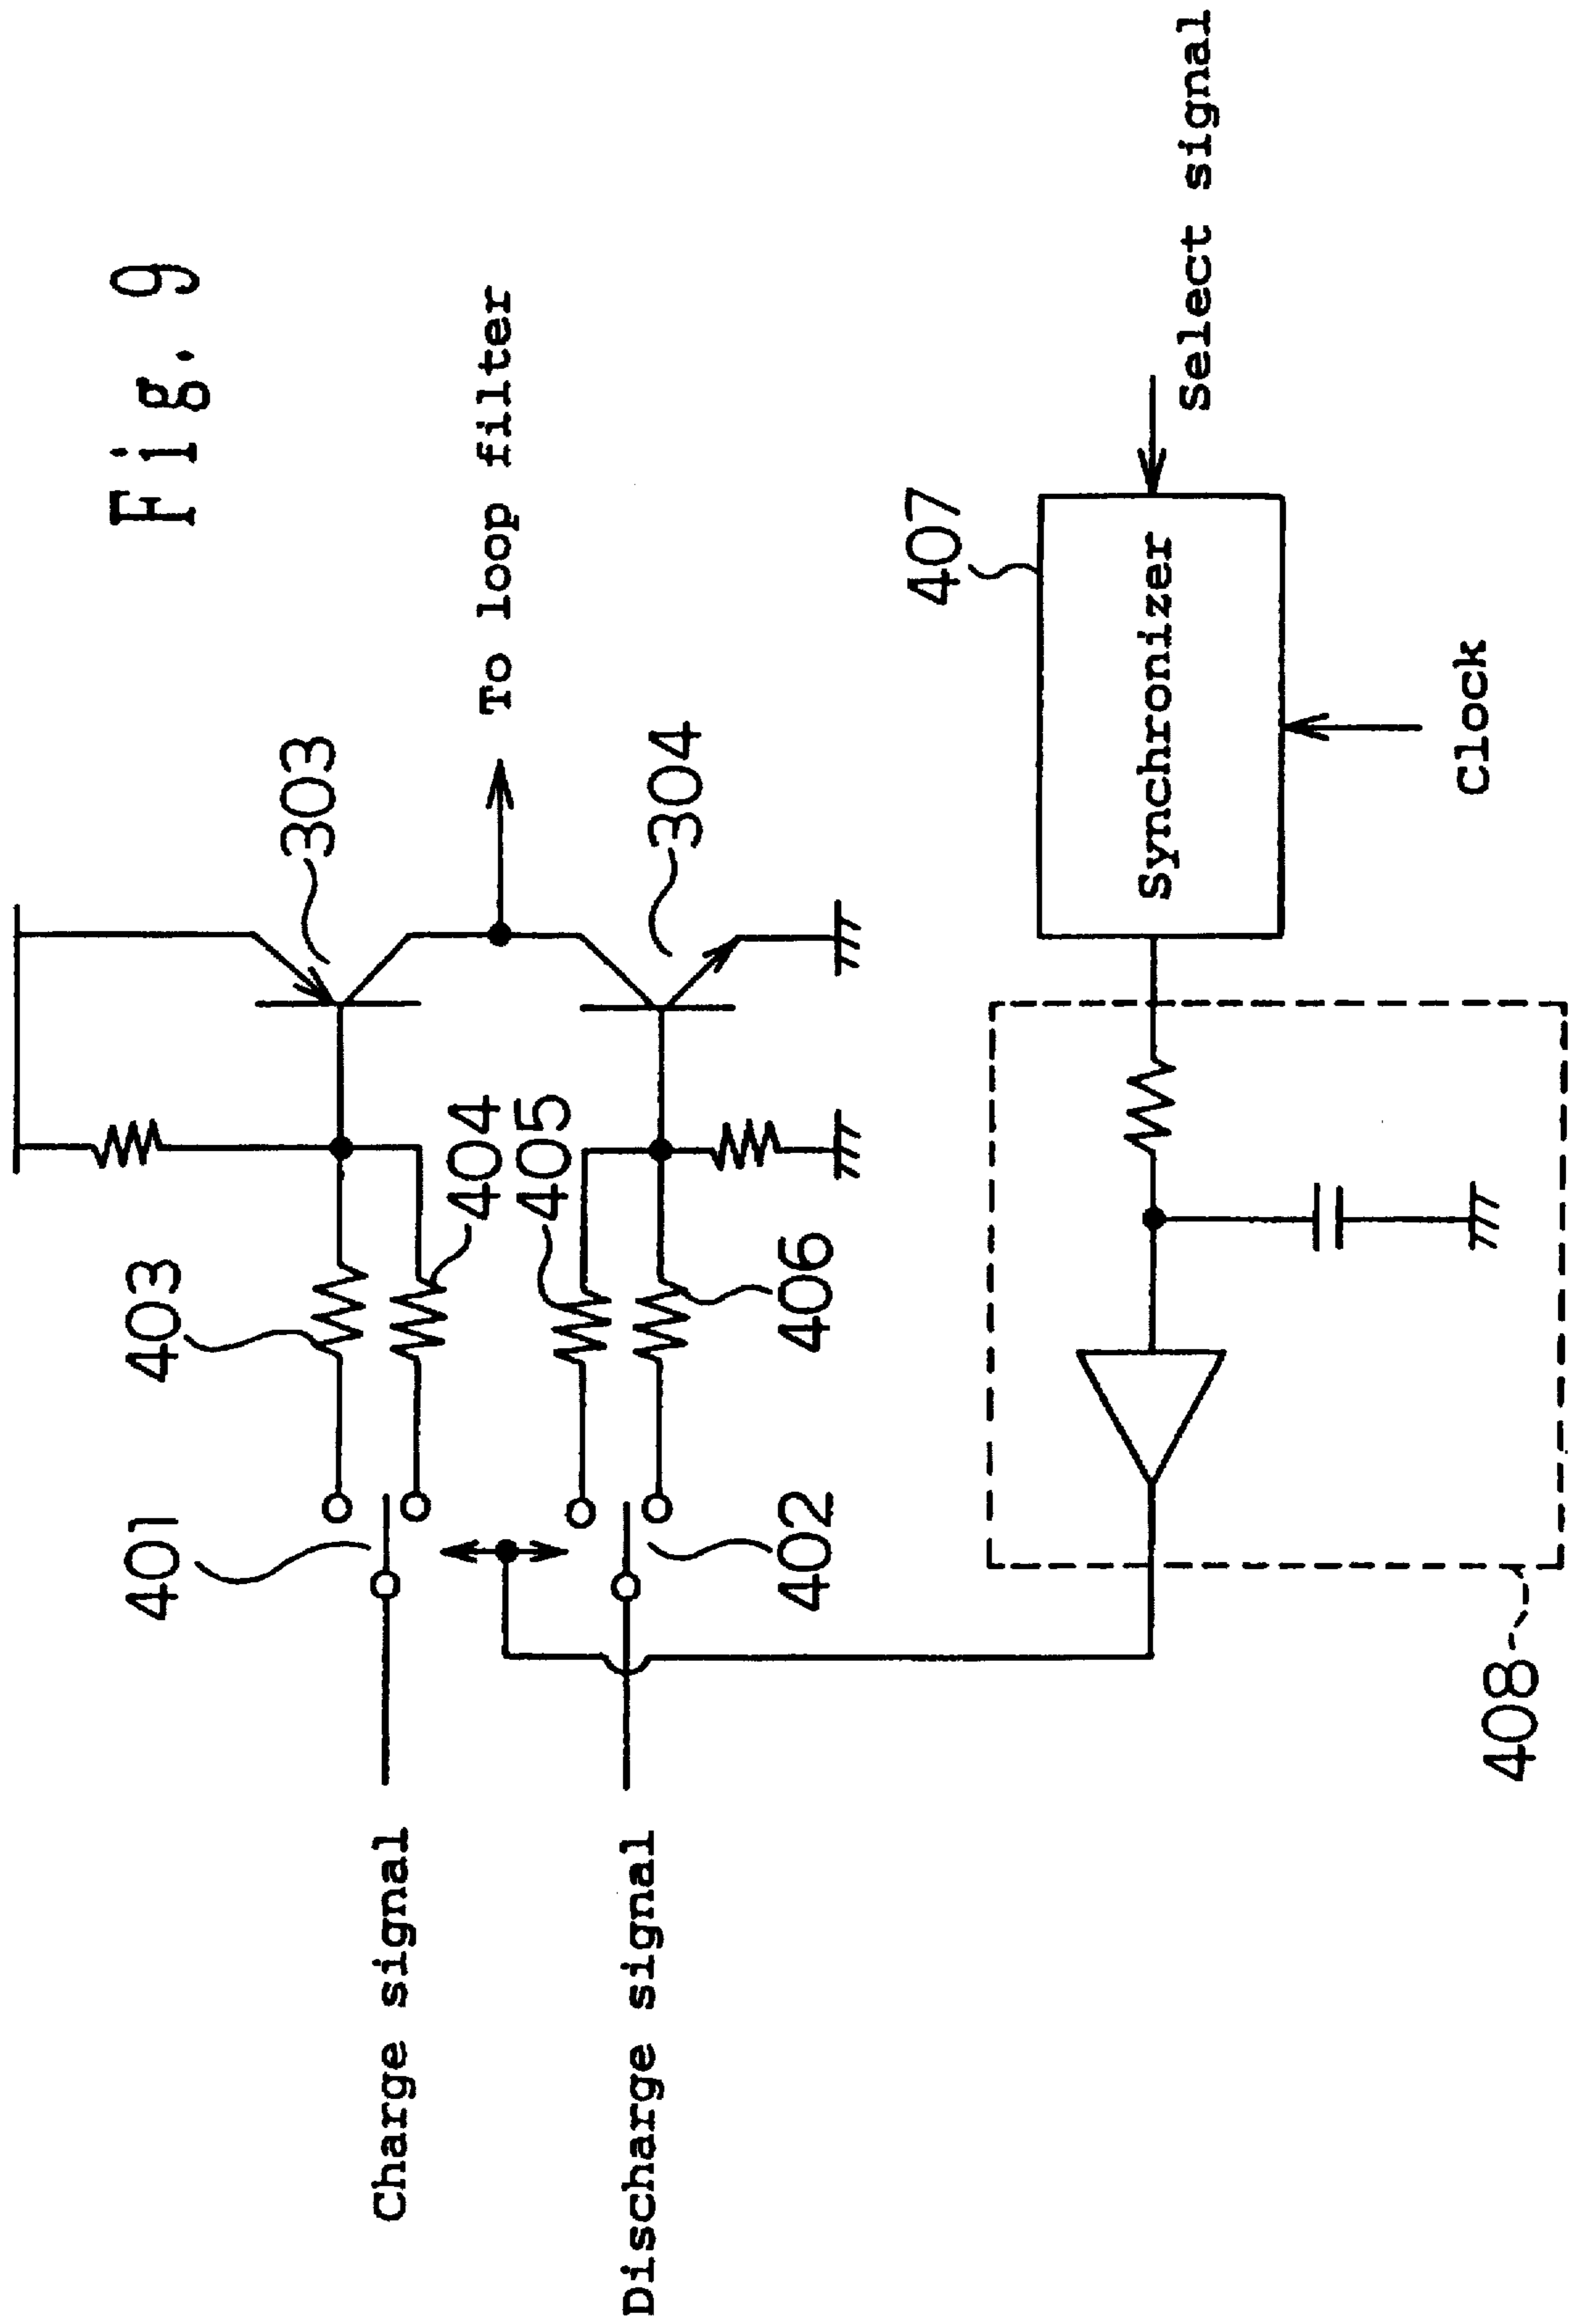 Fig. 9
303
To loop filter
403
404
401
405
304
406
402
Charge signal
Discharge signal
407
Synchronizer
Select signal
Clock
408